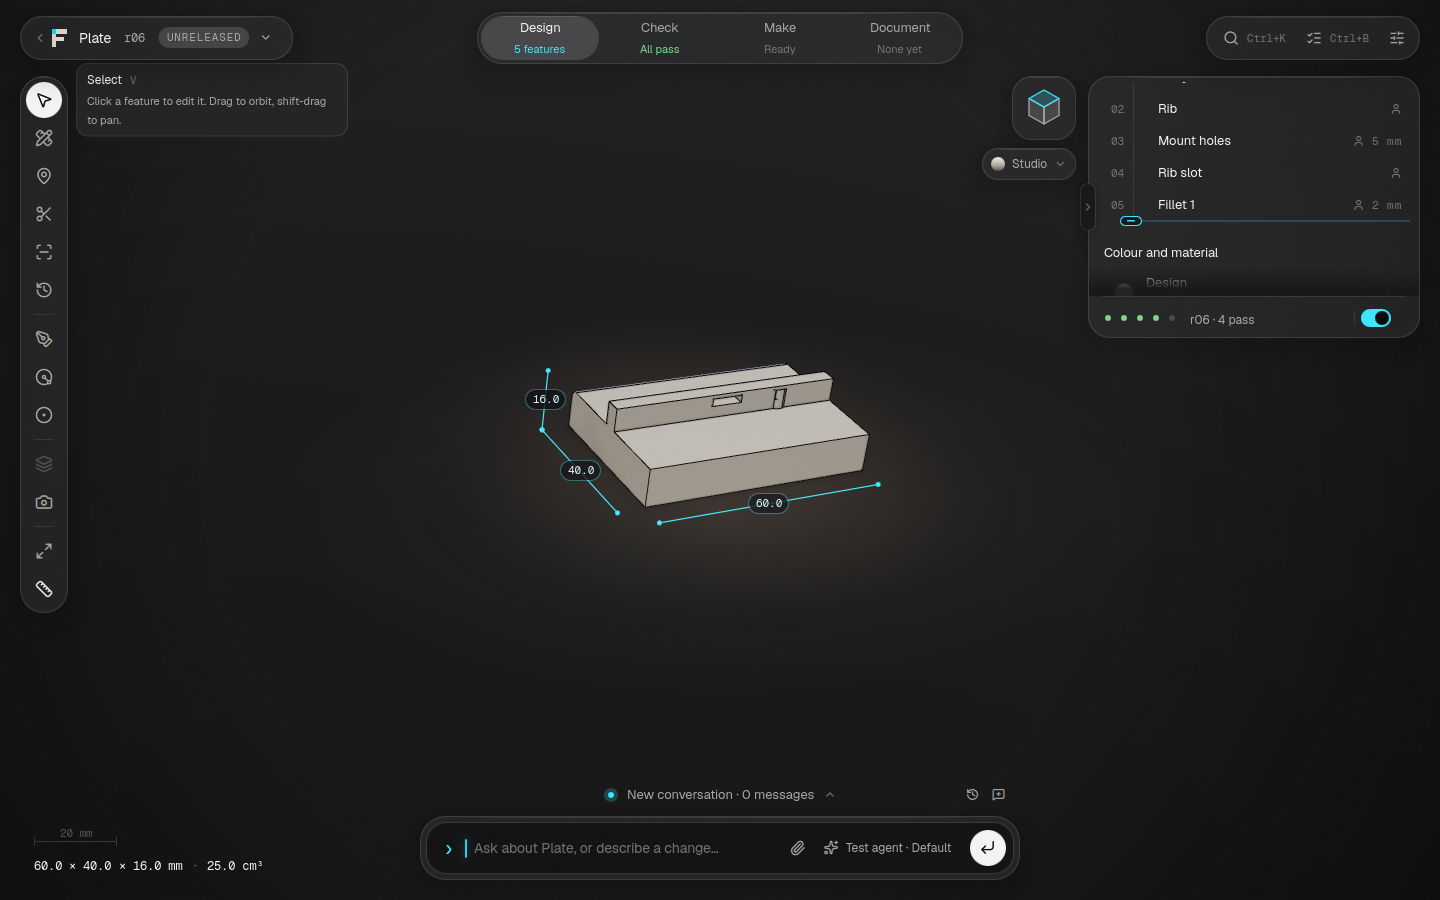 Plate r06 UNRELEASED
Design
5 features
Check
All pass
Make
Ready
Document
None yet
Ctrl+K
Ctrl+B
Select V
Click a feature to edit it. Drag to orbit, shift-drag
to pan.
Studio
02 Rib
03 Mount holes 5 mm
04 Rib slot
05 Fillet 1 2 mm
Colour and material
Design
r06 · 4 pass
16.0
40.0
60.0
New conversation · 0 messages
Ask about Plate, or describe a change…
Test agent · Default
20 mm
60.0 × 40.0 × 16.0 mm · 25.0 cm³